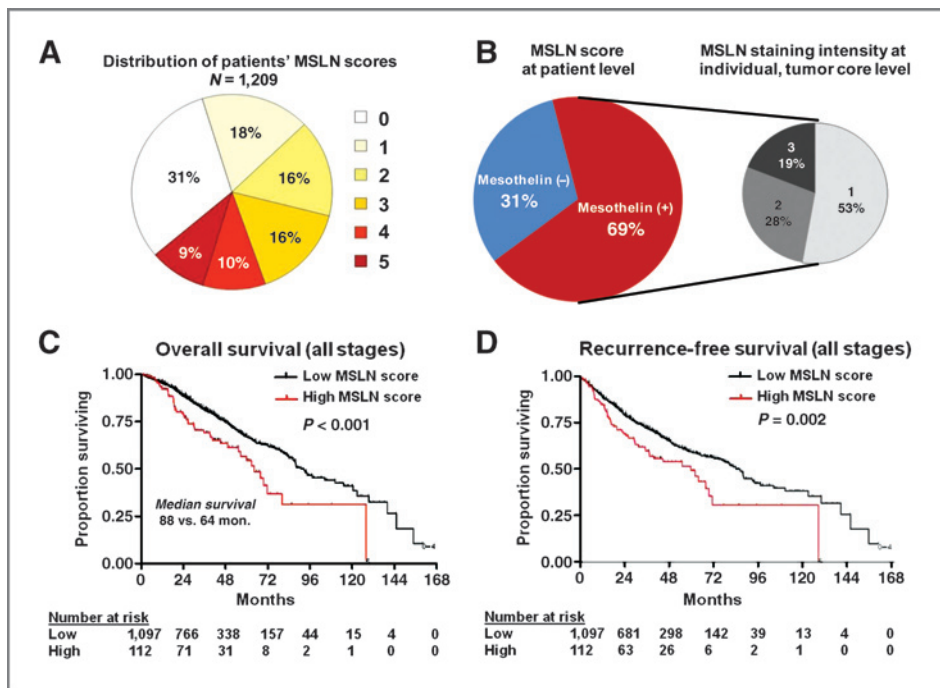 A
Distribution of patients' MSLN scores
N = 1,209
31%
18%
16%
16%
10%
9%
0
1
2
3
4
5
B
MSLN score
at patient level
Mesothelin (–)
31%
Mesothelin (+)
69%
MSLN staining intensity at
individual, tumor core level
3
19%
2
28%
1
53%
C
Overall survival (all stages)
Low MSLN score
High MSLN score
P < 0.001
Median survival
88 vs. 64 mon.
Proportion surviving
1.00
0.75
0.50
0.25
0.00
0 24 48 72 96 120 144 168
Months
Number at risk
Low 1,097 766 338 157 44 15 4 0
High 112 71 31 8 2 1 0 0
D
Recurrence-free survival (all stages)
Low MSLN score
High MSLN score
P = 0.002
Proportion surviving
1.00
0.75
0.50
0.25
0.00
0 24 48 72 96 120 144 168
Months
Number at risk
Low 1,097 681 298 142 39 13 4 0
High 112 63 26 6 2 1 0 0